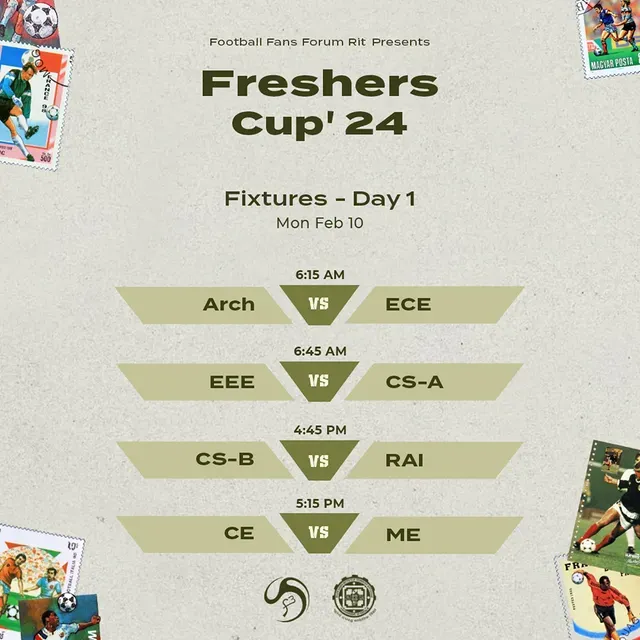 Football Fans Forum Rit Presents
Freshers
Cup' 24
Fixtures - Day 1
Mon Feb 10
6:15 AM
Arch VS ECE
6:45 AM
EEE VS CS-A
4:45 PM
CS-B VS RAI
5:15 PM
CE VS ME
FRANCE 98
MAGYAR POSTA